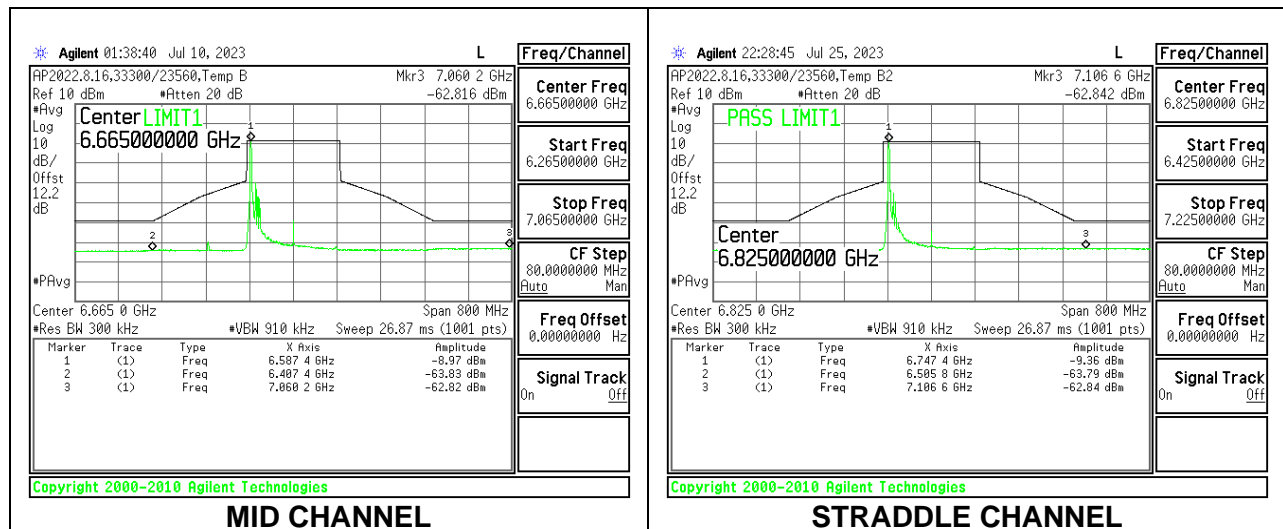 Agilent 01:38:40 Jul 10, 2023 L
AP2022.8.16,33300/23560,Temp B Mkr3 7.060 2 GHz
Ref 10 dBm #Atten 20 dB -62.816 dBm
#Avg
Log
10
dB/
Offst
12.2
dB
#PAvg
Center LIMIT1
6.665000000 GHz
1
2
3
Center 6.665 0 GHz Span 800 MHz
#Res BW 300 kHz #VBW 910 kHz Sweep 26.87 ms (1001 pts)
Marker Trace Type X Axis Amplitude
1 (1) Freq 6.587 4 GHz -8.97 dBm
2 (1) Freq 6.407 4 GHz -63.83 dBm
3 (1) Freq 7.060 2 GHz -62.82 dBm
Copyright 2000-2010 Agilent Technologies
Freq/Channel
Center Freq
6.66500000 GHz
Start Freq
6.26500000 GHz
Stop Freq
7.06500000 GHz
CF Step
80.0000000 MHz
Auto Man
Freq Offset
0.00000000 Hz
Signal Track
On Off
MID CHANNEL
Agilent 22:28:45 Jul 25, 2023 L
AP2022.8.16,33300/23560,Temp B2 Mkr3 7.106 6 GHz
Ref 10 dBm #Atten 20 dB -62.842 dBm
#Avg
Log
10
dB/
Offst
12.2
dB
#PAvg
PASS LIMIT1
1
3
Center
6.825000000 GHz
Center 6.825 0 GHz Span 800 MHz
#Res BW 300 kHz #VBW 910 kHz Sweep 26.87 ms (1001 pts)
Marker Trace Type X Axis Amplitude
1 (1) Freq 6.747 4 GHz -9.36 dBm
2 (1) Freq 6.505 8 GHz -63.79 dBm
3 (1) Freq 7.106 6 GHz -62.84 dBm
Copyright 2000-2010 Agilent Technologies
Freq/Channel
Center Freq
6.82500000 GHz
Start Freq
6.42500000 GHz
Stop Freq
7.22500000 GHz
CF Step
80.0000000 MHz
Auto Man
Freq Offset
0.00000000 Hz
Signal Track
On Off
STRADDLE CHANNEL